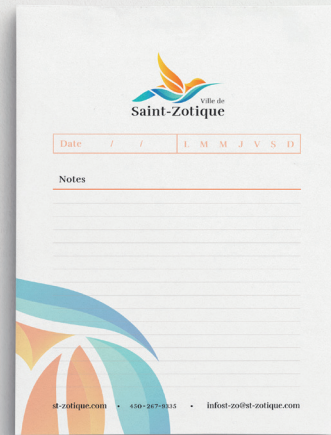 Ville de
Saint-Zotique
Date / / L M M J V S D
Notes
st-zotique.com • 450-267-9335 • infost-zo@st-zotique.com